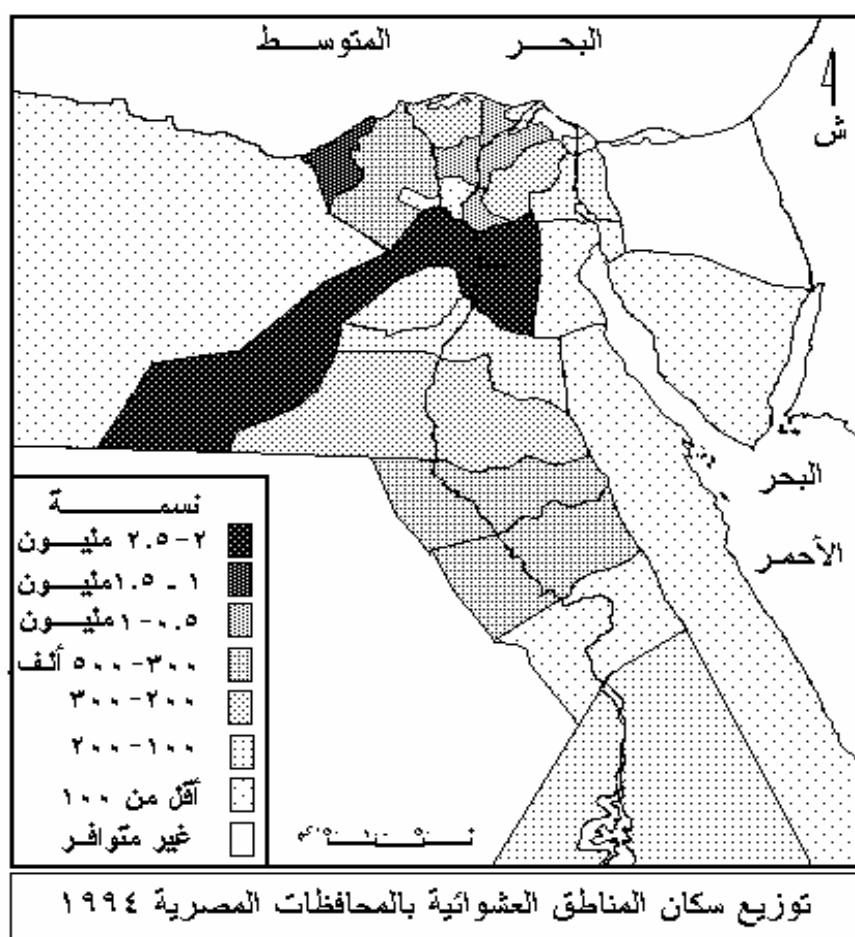 البحر المتوسط
ش
البحر
الأحمر
نسمة
٢-٢.٥ مليون
١ - ١.٥ مليون
٠.٥-١ مليون
٣٠٠-٥٠٠ ألف
٢٠٠-٣٠٠
١٠٠-٢٠٠
أقل من ١٠٠
غير متوافر
توزيع سكان المناطق العشوائية بالمحافظات المصرية ١٩٩٤